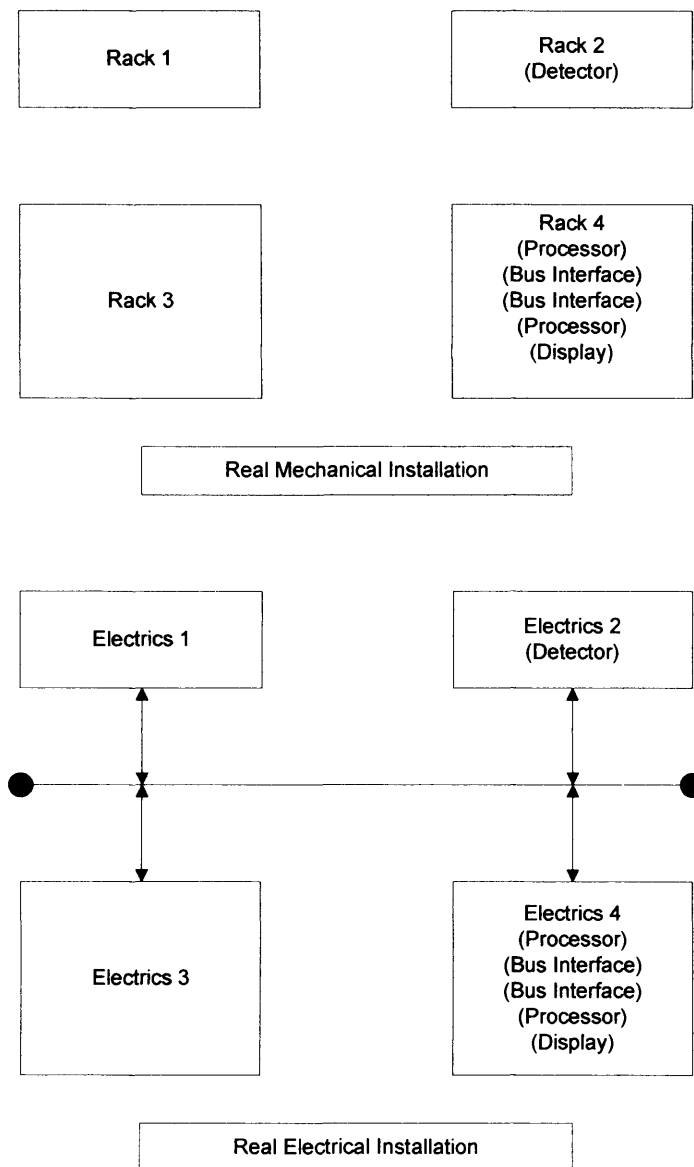 Rack 1
Rack 2
(Detector)
Rack 3
Rack 4
(Processor)
(Bus Interface)
(Bus Interface)
(Processor)
(Display)
Real Mechanical Installation
Electrics 1
Electrics 2
(Detector)
Electrics 3
Electrics 4
(Processor)
(Bus Interface)
(Bus Interface)
(Processor)
(Display)
Real Electrical Installation